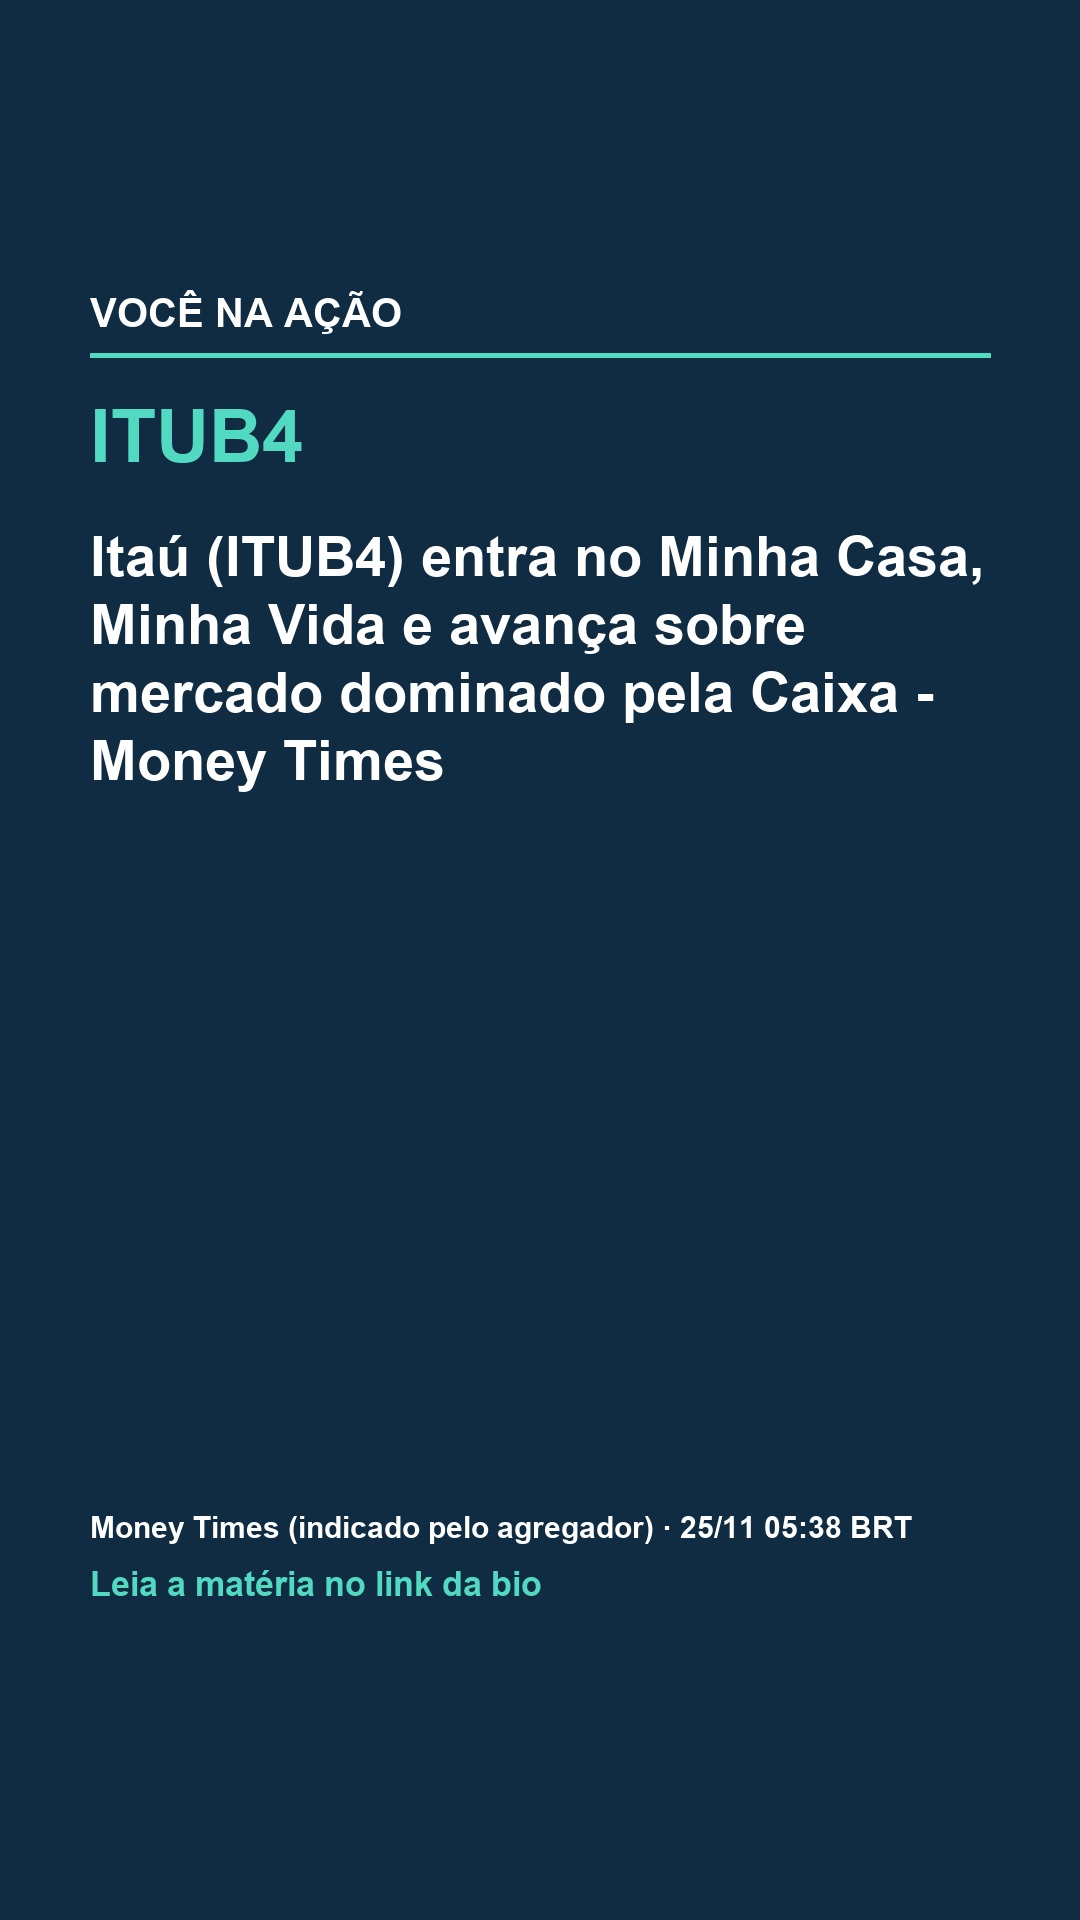 VOCÊ NA AÇÃO
ITUB4
Itaú (ITUB4) entra no Minha Casa,
Minha Vida e avança sobre
mercado dominado pela Caixa -
Money Times
Money Times (indicado pelo agregador) · 25/11 05:38 BRT
Leia a matéria no link da bio